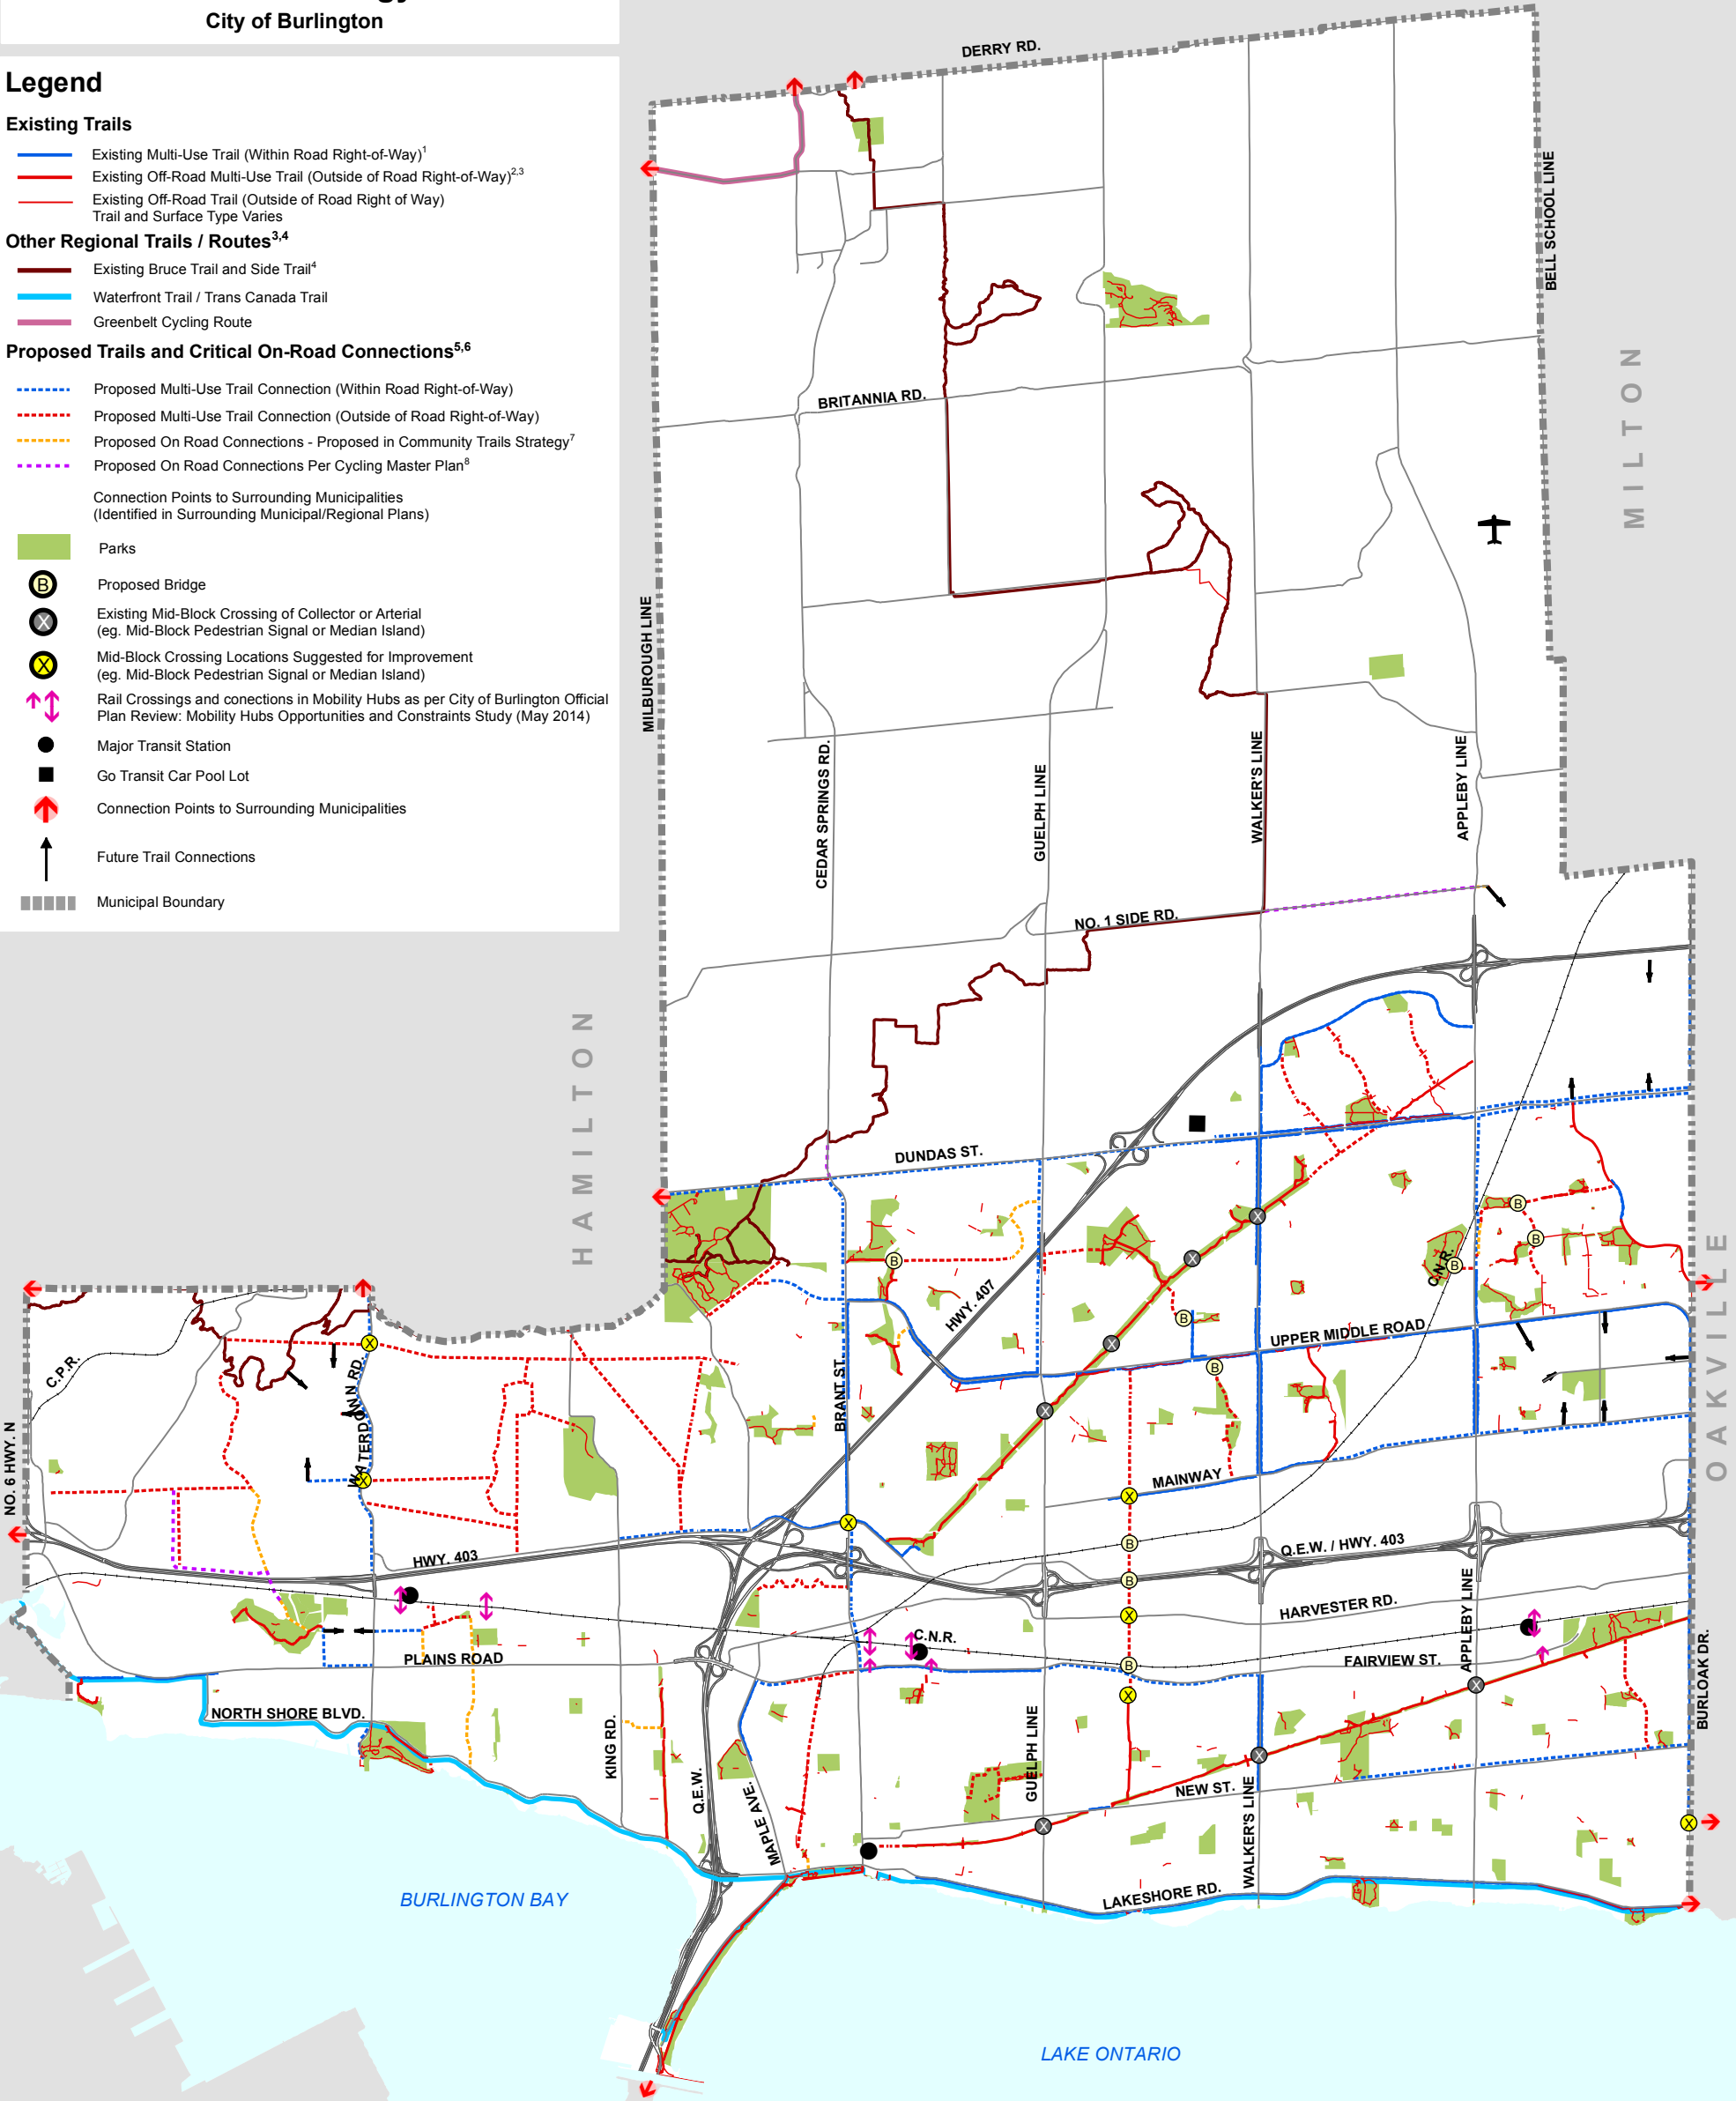 City of Burlington
Legend
Existing Trails
Existing Multi-Use Trail (Within Road Right-of-Way)1
Existing Off-Road Multi-Use Trail (Outside of Road Right-of-Way)2,3
Existing Off-Road Trail (Outside of Road Right of Way)
Trail and Surface Type Varies
Other Regional Trails / Routes3,4
Existing Bruce Trail and Side Trail4
Waterfront Trail / Trans Canada Trail
Greenbelt Cycling Route
Proposed Trails and Critical On-Road Connections5,6
Proposed Multi-Use Trail Connection (Within Road Right-of-Way)
Proposed Multi-Use Trail Connection (Outside of Road Right-of-Way)
Proposed On Road Connections - Proposed in Community Trails Strategy7
Proposed On Road Connections Per Cycling Master Plan8
Connection Points to Surrounding Municipalities
(Identified in Surrounding Municipal/Regional Plans)
Parks
B Proposed Bridge
X Existing Mid-Block Crossing of Collector or Arterial
(eg. Mid-Block Pedestrian Signal or Median Island)
X Mid-Block Crossing Locations Suggested for Improvement
(eg. Mid-Block Pedestrian Signal or Median Island)
Rail Crossings and conections in Mobility Hubs as per City of Burlington Official
Plan Review: Mobility Hubs Opportunities and Constraints Study (May 2014)
Major Transit Station
Go Transit Car Pool Lot
Connection Points to Surrounding Municipalities
Future Trail Connections
Municipal Boundary
DERRY RD.
BELL SCHOOL LINE
MILTON
BRITANNIA RD.
MILBOROUGH LINE
CEDAR SPRINGS RD.
GUELPH LINE
WALKER'S LINE
APPLEBY LINE
NO. 1 SIDE RD.
HAMILTON
DUNDAS ST.
HWY. 407
C.N.R.
OAKVILLE
UPPER MIDDLE ROAD
C.P.R.
WATERDOWN RD.
BRANT ST.
NO. 6 HWY. N
MAINWAY
HWY. 403
Q.E.W. / HWY. 403
HARVESTER RD.
APPLEBY LINE
C.N.R.
PLAINS ROAD
FAIRVIEW ST.
BURLOAK DR.
NORTH SHORE BLVD.
KING RD.
Q.E.W.
MAPLE AVE.
GUELPH LINE
NEW ST.
WALKER'S LINE
LAKESHORE RD.
BURLINGTON BAY
LAKE ONTARIO
X
X
B
B
B
B
X
X
B
X
B
X
X
X
X
B
B
X
B
X
X
X
X
X